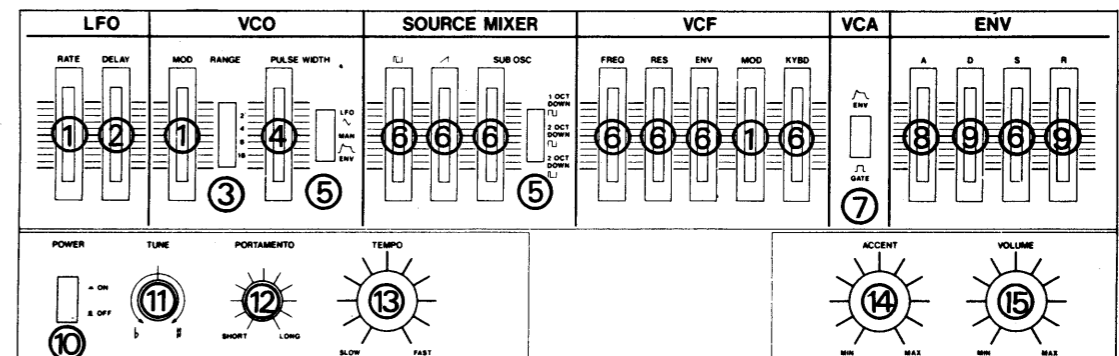 LFO VCO SOURCE MIXER VCF VCA ENV
RATE DELAY MOD RANGE PULSE WIDTH SUB OSC FREQ RES ENV MOD KYBD A D S R
2
4
8
16
LFO
MAN
ENV
1 OCT
DOWN
2 OCT
DOWN
2 OCT
DOWN
ENV
GATE
1 2 1 4 6 6 6 6 6 6 1 6 8 9 6 9
3 5 5 7
POWER TUNE PORTAMENTO TEMPO ACCENT VOLUME
ON
OFF
10 11 12 13 14 15
♭ #
SHORT LONG
SLOW FAST
MIN MAX MIN MAX